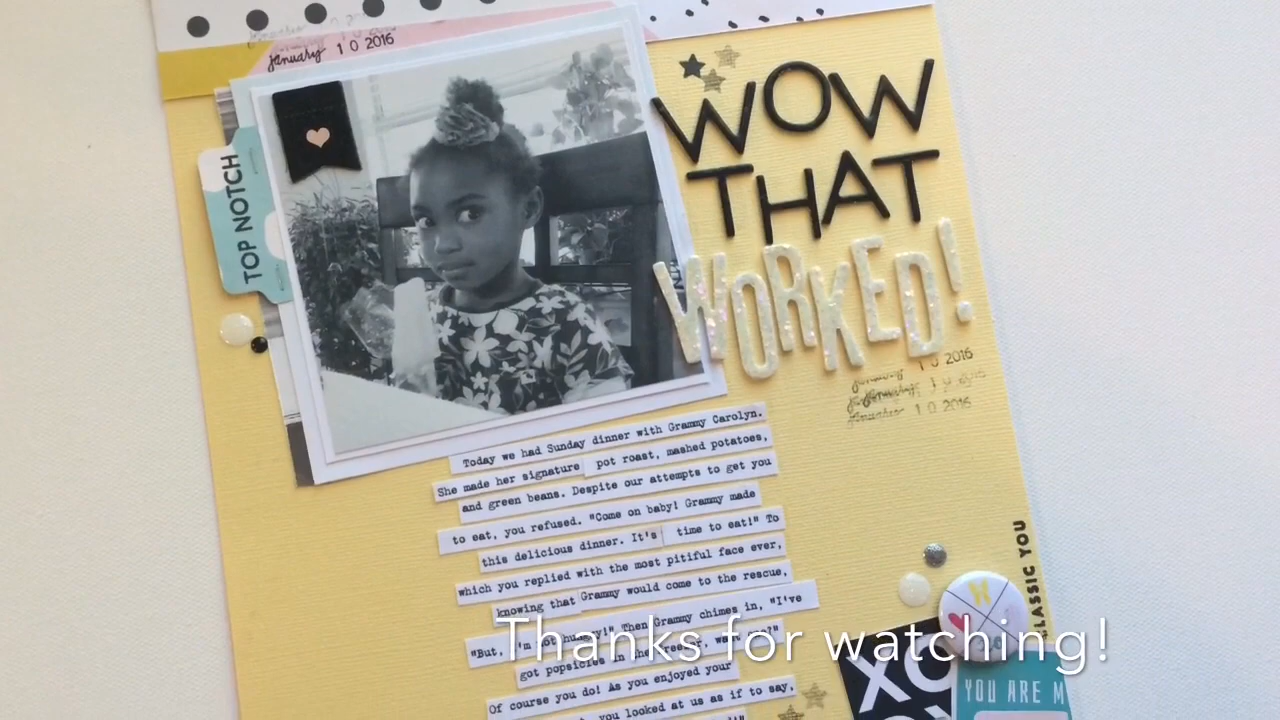 January 10 2016
TOP NOTCH
WOW
THAT
WORKED!
10 2016
10 2016
Today we had Sunday dinner with Grammy Carolyn.
She made her signature pot roast, mashed potatoes,
and green beans. Despite our attempts to get you
to eat, you refused. "Come on baby! Grammy made
this delicious dinner. It's time to eat!" To
which you replied with the most pitiful face ever,
knowing that Grammy would come to the rescue,
"But, I'm not hungry!" Then Grammy chimes in, "I've
got popsicles in the
Of course you do! As you enjoyed your
you looked at us as if to say,
CLASSIC YOU
XO
YOU ARE M
Thanks for watching!